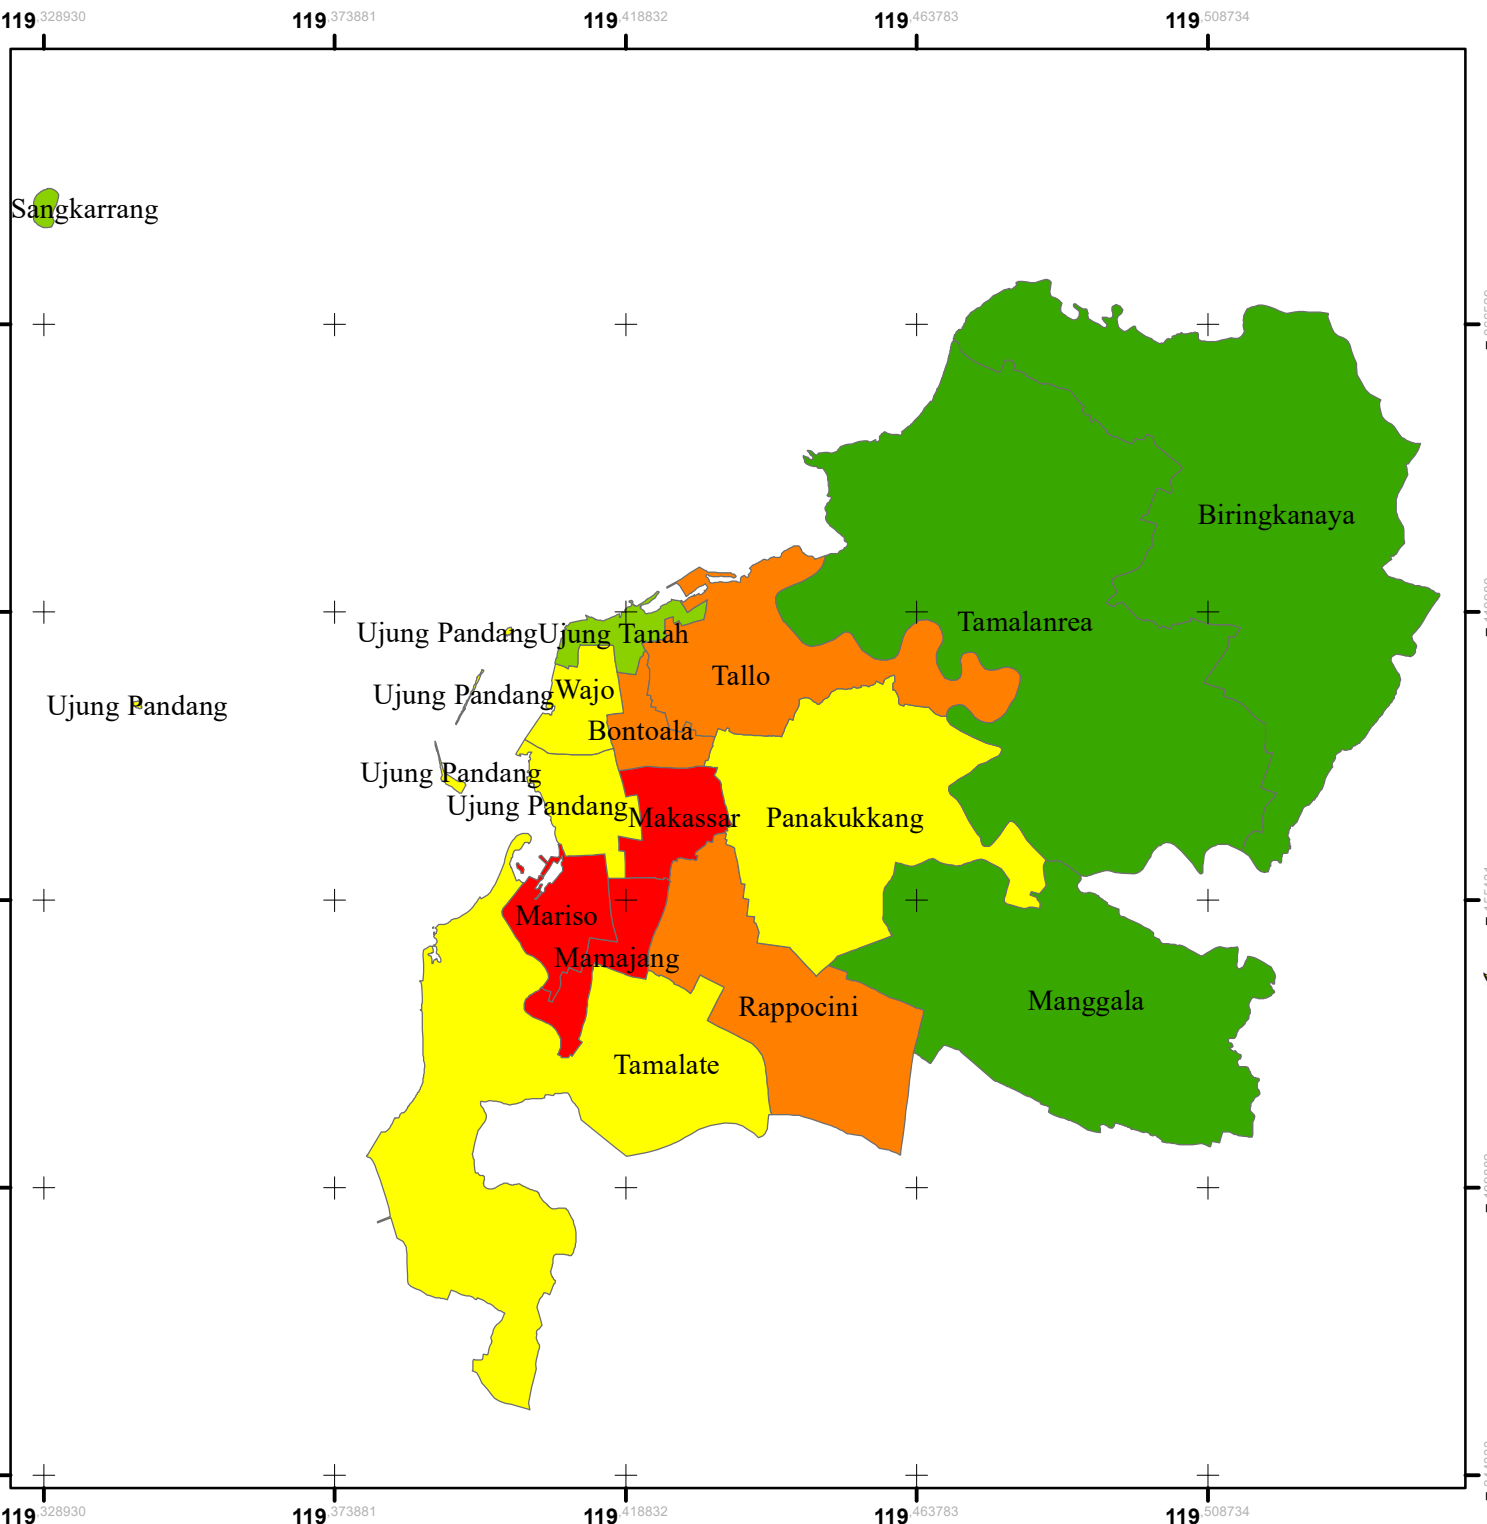 119,328930 119,373881 119,418832 119,463783 119,508734
Sangkarrang
Biringkanaya
Tamalanrea
Ujung Pandang
Ujung Tanah
Tallo
Wajo
Ujung Pandang
Ujung Pandang
Bontoala
Ujung Pandang
Ujung Pandang
Makassar
Panakukkang
Mariso
Mamajang
Manggala
Rappocini
Tamalate
119,328930 119,373881 119,418832 119,463783 119,508734